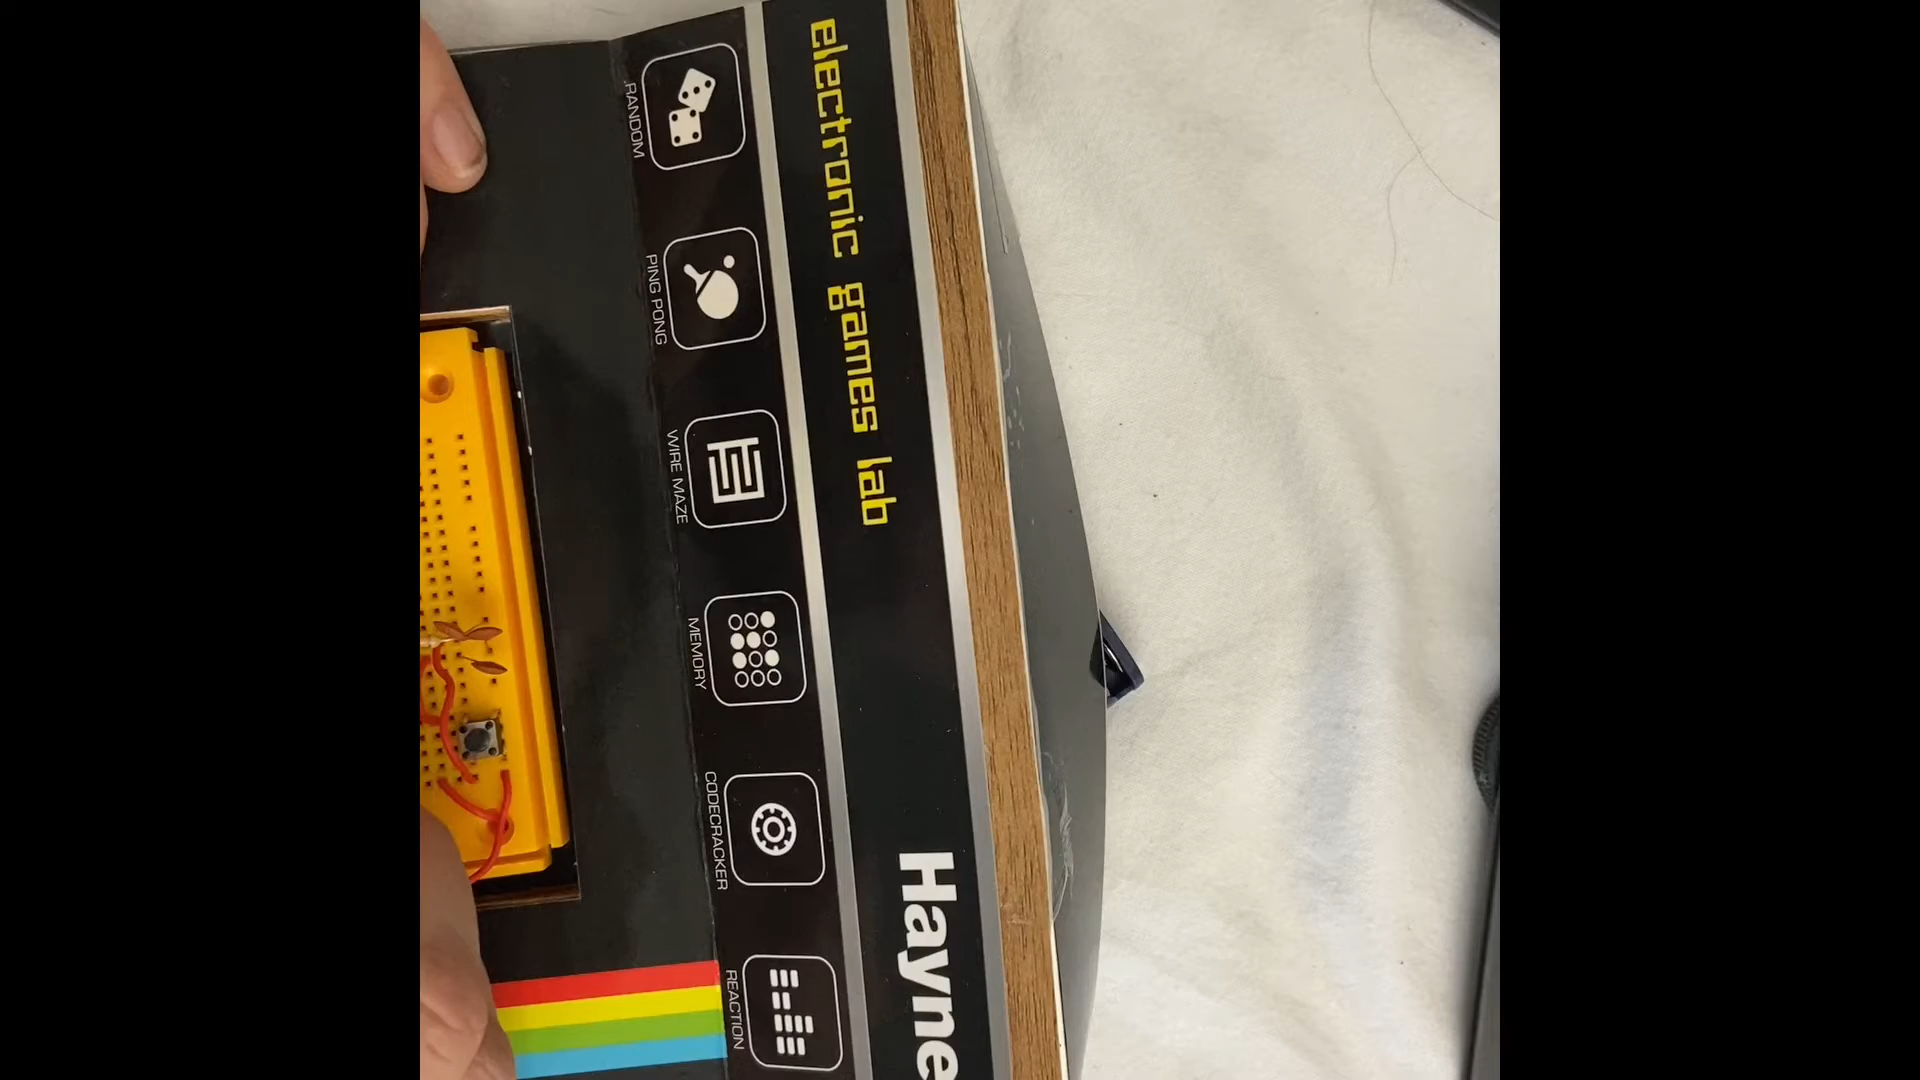 electronic games lab
Hayne
RANDOM
PING PONG
WIRE MAZE
MEMORY
CODECRACKER
REACTION